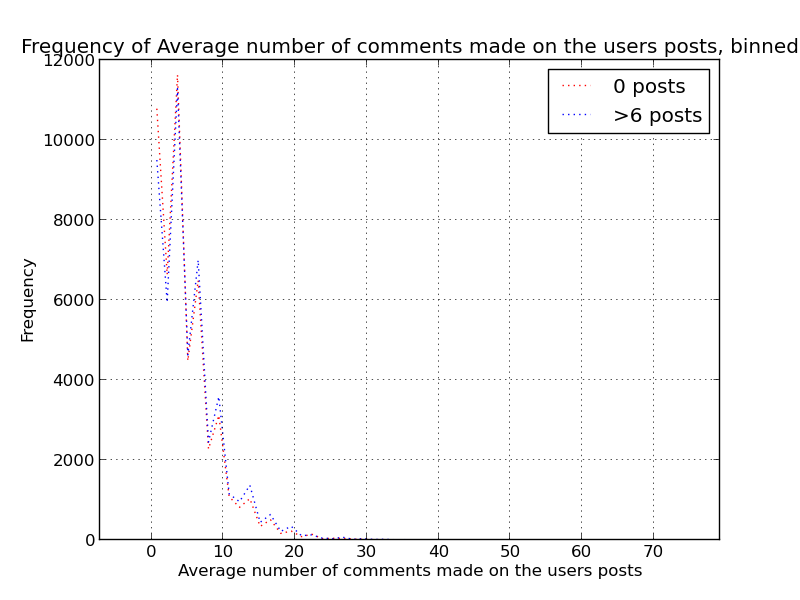 Frequency of Average number of comments made on the users posts, binned
12000
10000
8000
6000
4000
2000
0
Frequency
0 posts
>6 posts
0 10 20 30 40 50 60 70
Average number of comments made on the users posts